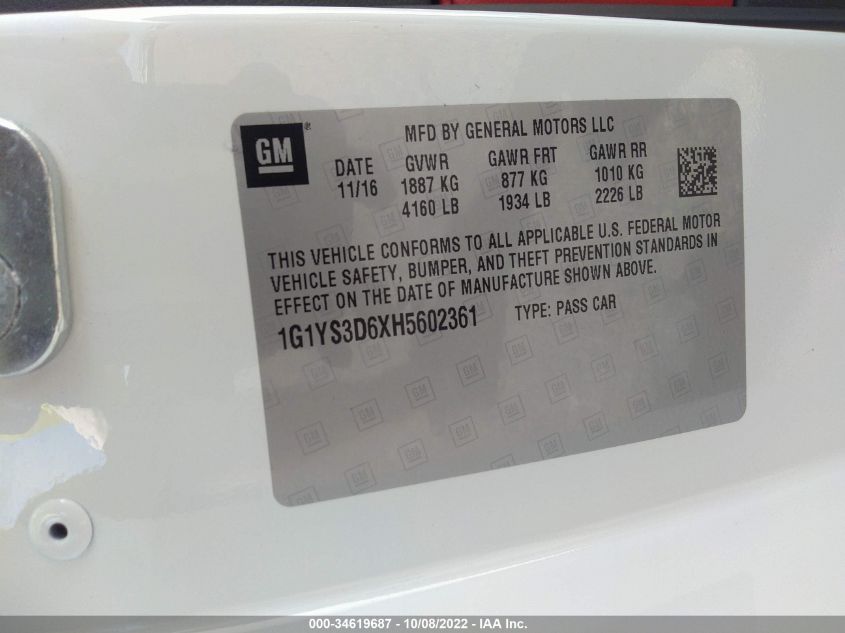 GM
MFD BY GENERAL MOTORS LLC
DATE GVWR GAWR FRT GAWR RR
11/16 1887 KG 877 KG 1010 KG
4160 LB 1934 LB 2226 LB
THIS VEHICLE CONFORMS TO ALL APPLICABLE U.S. FEDERAL MOTOR
VEHICLE SAFETY, BUMPER, AND THEFT PREVENTION STANDARDS IN
EFFECT ON THE DATE OF MANUFACTURE SHOWN ABOVE.
1G1YS3D6XH5602361 TYPE: PASS CAR
000-34619687 - 10/08/2022 - IAA Inc.